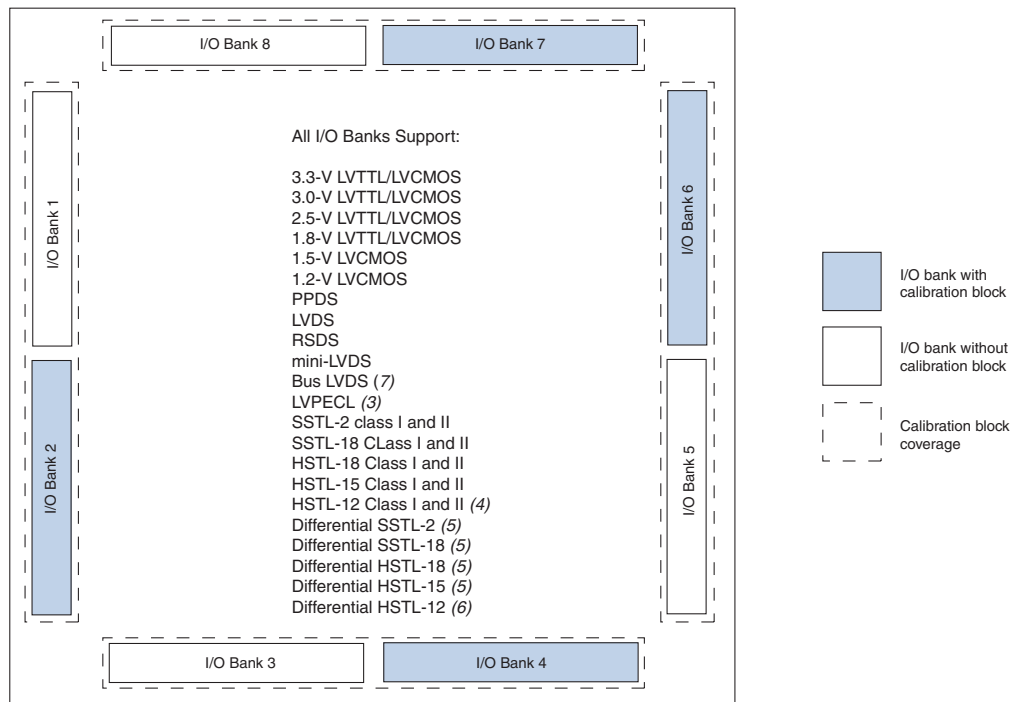 I/O Bank 8
I/O Bank 7
I/O Bank 1
I/O Bank 2
All I/O Banks Support:
3.3-V LVTTL/LVCMOS
3.0-V LVTTL/LVCMOS
2.5-V LVTTL/LVCMOS
1.8-V LVTTL/LVCMOS
1.5-V LVCMOS
1.2-V LVCMOS
PPDS
LVDS
RSDS
mini-LVDS
Bus LVDS (7)
LVPECL (3)
SSTL-2 class I and II
SSTL-18 CLass I and II
HSTL-18 Class I and II
HSTL-15 Class I and II
HSTL-12 Class I and II (4)
Differential SSTL-2 (5)
Differential SSTL-18 (5)
Differential HSTL-18 (5)
Differential HSTL-15 (5)
Differential HSTL-12 (6)
I/O Bank 6
I/O Bank 5
I/O Bank 3
I/O Bank 4
I/O bank with
calibration block
I/O bank without
calibration block
Calibration block
coverage